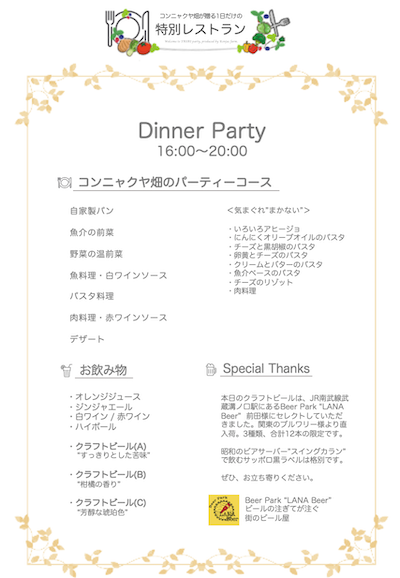 コンニャクヤ畑が贈る1日だけの
特別レストラン
Dinner Party
16:00〜20:00
コンニャクヤ畑のパーティーコース
自家製パン
魚介の前菜
野菜の温前菜
魚料理・白ワインソース
パスタ料理
肉料理・赤ワインソース
デザート
＜気まぐれ"まかない"＞
・いろいろアヒージョ
・にんにくオリーブオイルのパスタ
・チーズと黒胡椒のパスタ
・卵黄とチーズのパスタ
・クリームとバターのパスタ
・魚介ベースのパスタ
・チーズのリゾット
・肉料理
お飲み物
・オレンジジュース
・ジンジャエール
・白ワイン / 赤ワイン
・ハイボール
・クラフトビール(A)
"すっきりとした苦味"
・クラフトビール(B)
"柑橘の香り"
・クラフトビール(C)
"芳醇な琥珀色"
Special Thanks
本日のクラフトビールは、JR南武線武
蔵溝ノ口駅にあるBeer Park "LANA
Beer" 前田様にセレクトしていただ
きました。関東のブルワリー様より直
入荷。3種類、合計12本の限定です。
昭和のビアサーバー"スイングカラン"
で飲むサッポロ黒ラベルは格別です。
ぜひ、お立ち寄りください。
Beer Park
LANA
Beer
Beer Park "LANA Beer"
ビールの注ぎてが注ぐ
街のビール屋